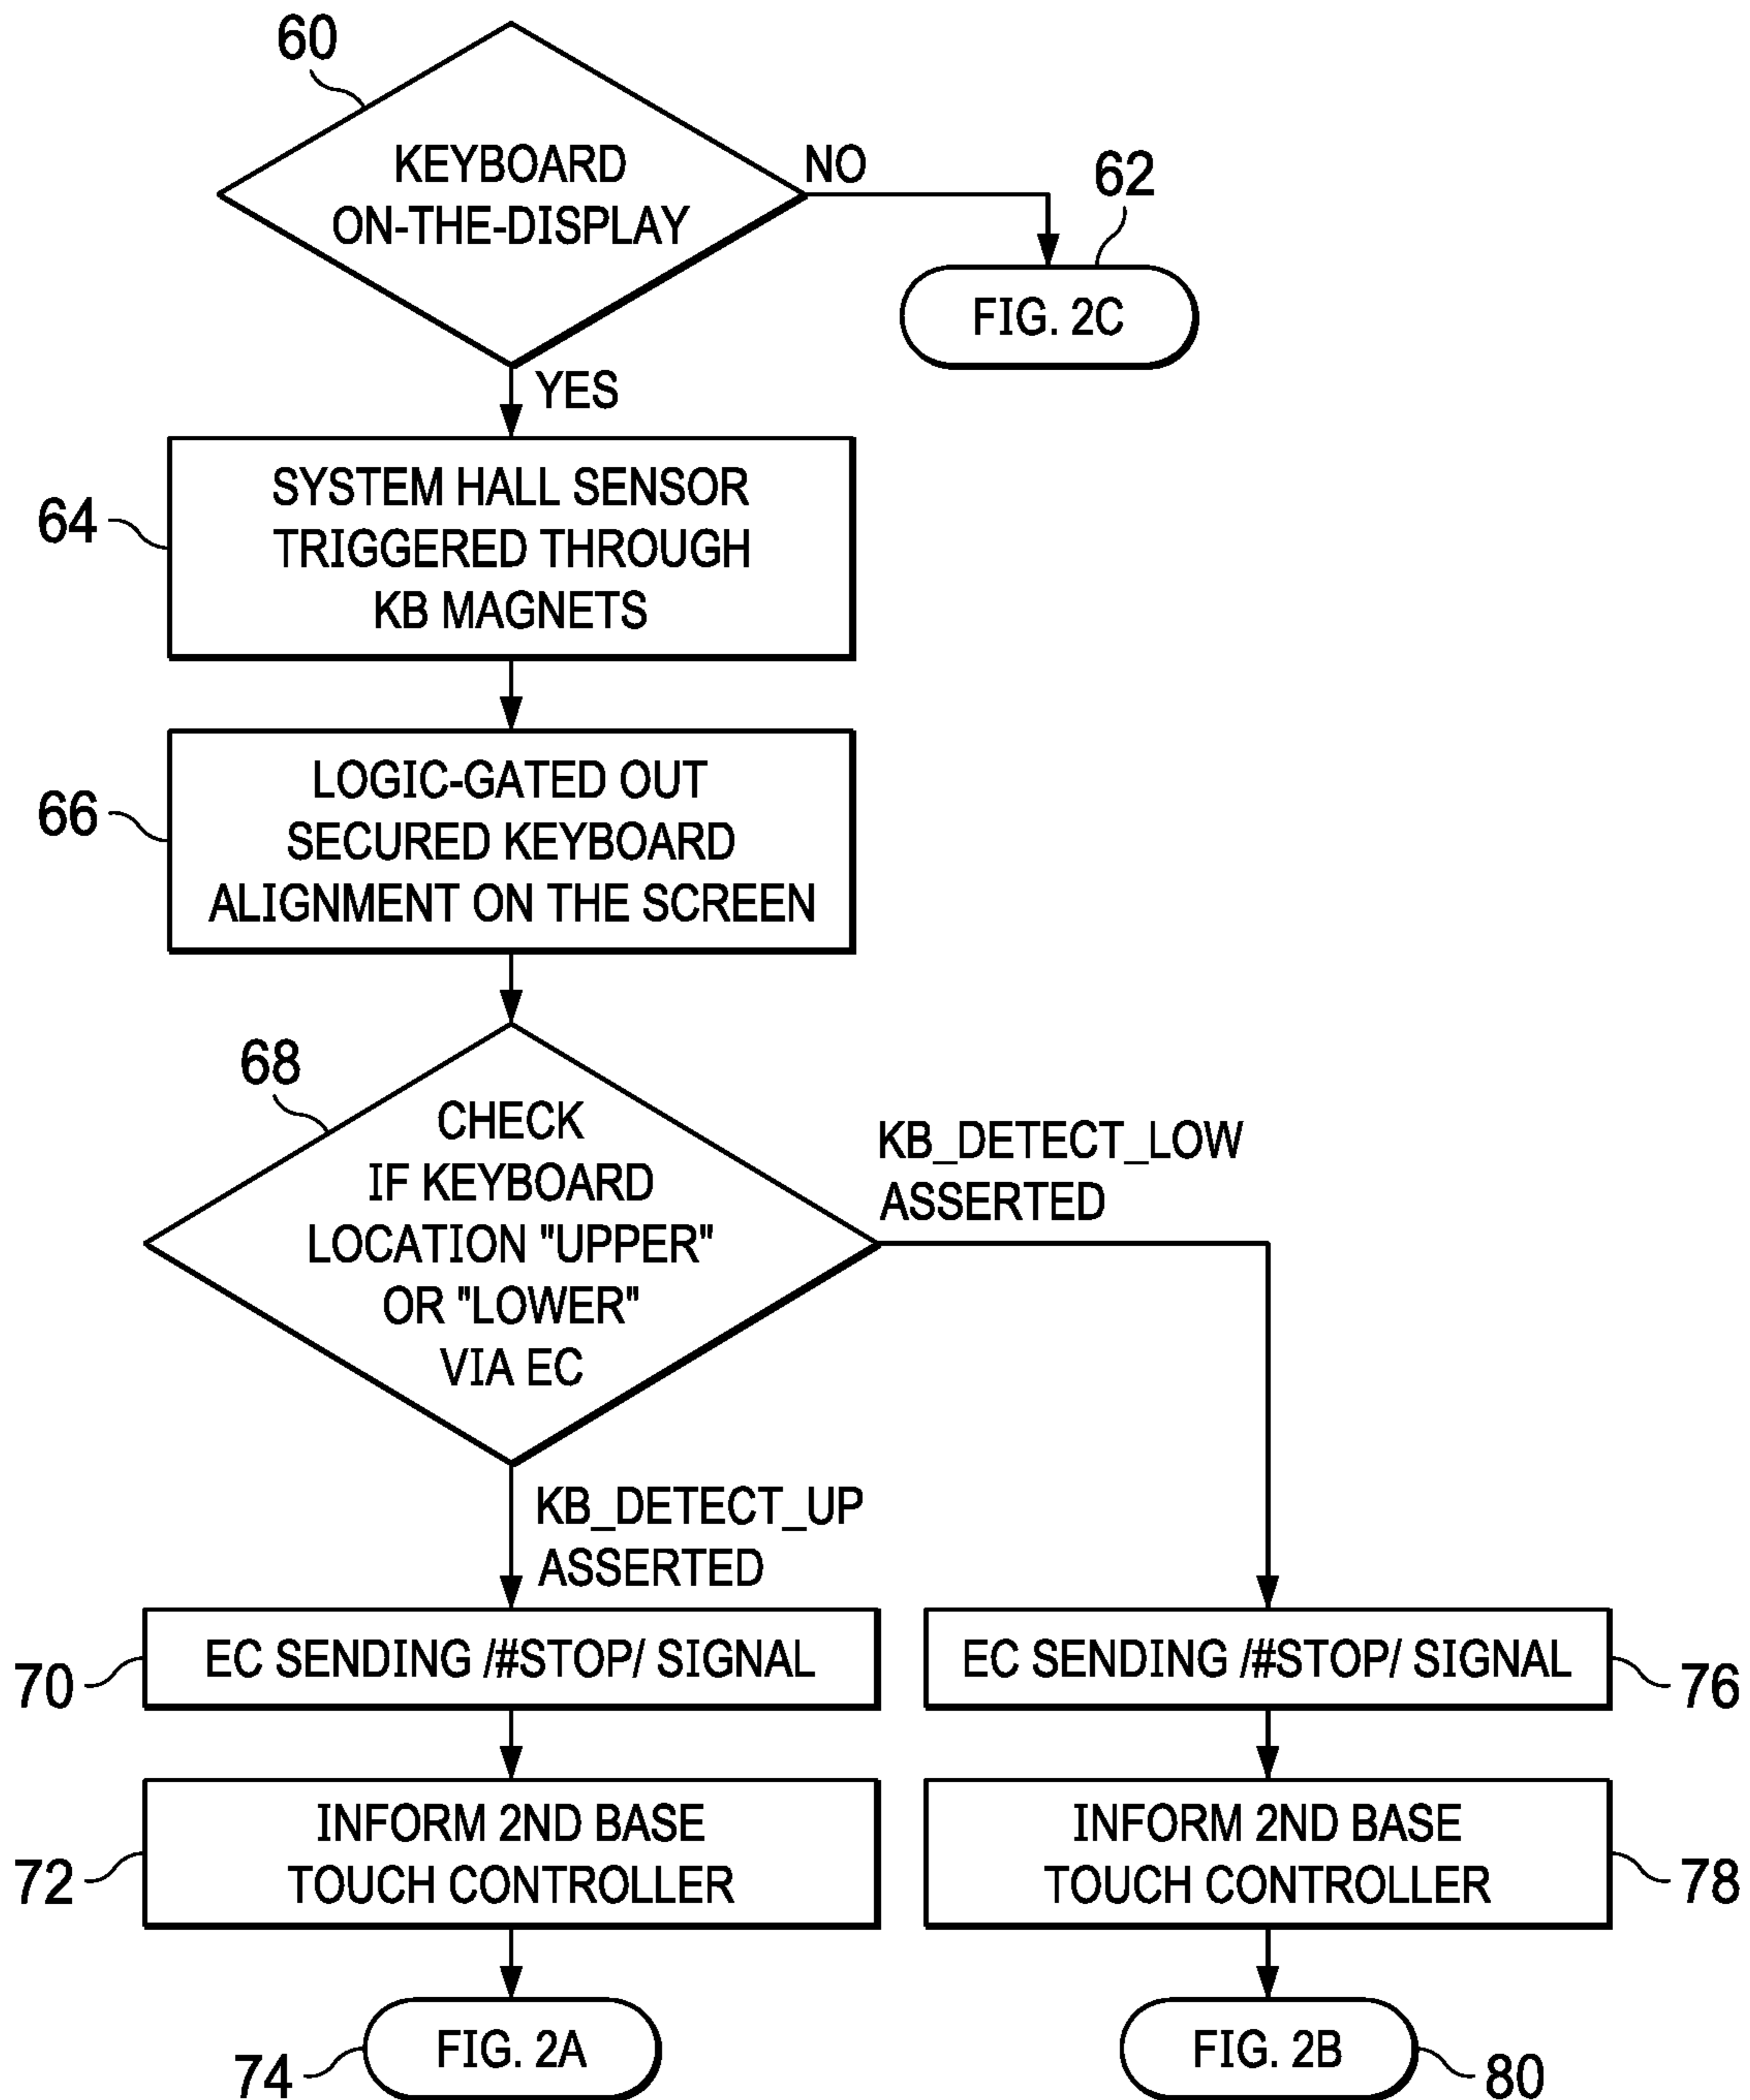 60
KEYBOARD
ON-THE-DISPLAY
NO
62
FIG. 2C
YES
64
SYSTEM HALL SENSOR
TRIGGERED THROUGH
KB MAGNETS
66
LOGIC-GATED OUT
SECURED KEYBOARD
ALIGNMENT ON THE SCREEN
68
CHECK
IF KEYBOARD
LOCATION "UPPER"
OR "LOWER"
VIA EC
KB_DETECT_LOW
ASSERTED
KB_DETECT_UP
ASSERTED
70
EC SENDING /#STOP/ SIGNAL
EC SENDING /#STOP/ SIGNAL
76
72
INFORM 2ND BASE
TOUCH CONTROLLER
INFORM 2ND BASE
TOUCH CONTROLLER
78
74
FIG. 2A
FIG. 2B
80